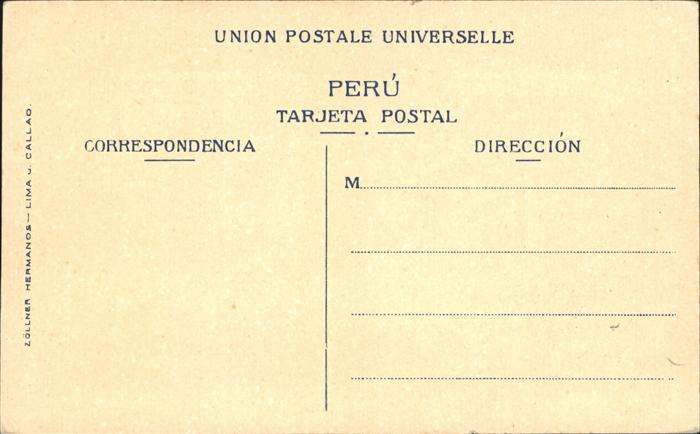 UNION POSTALE UNIVERSELLE
PERÚ
TARJETA POSTAL
CORRESPONDENCIA
DIRECCIÓN
M
ZÖLLNER HERMANOS — LIMA Ú. CALLAO.